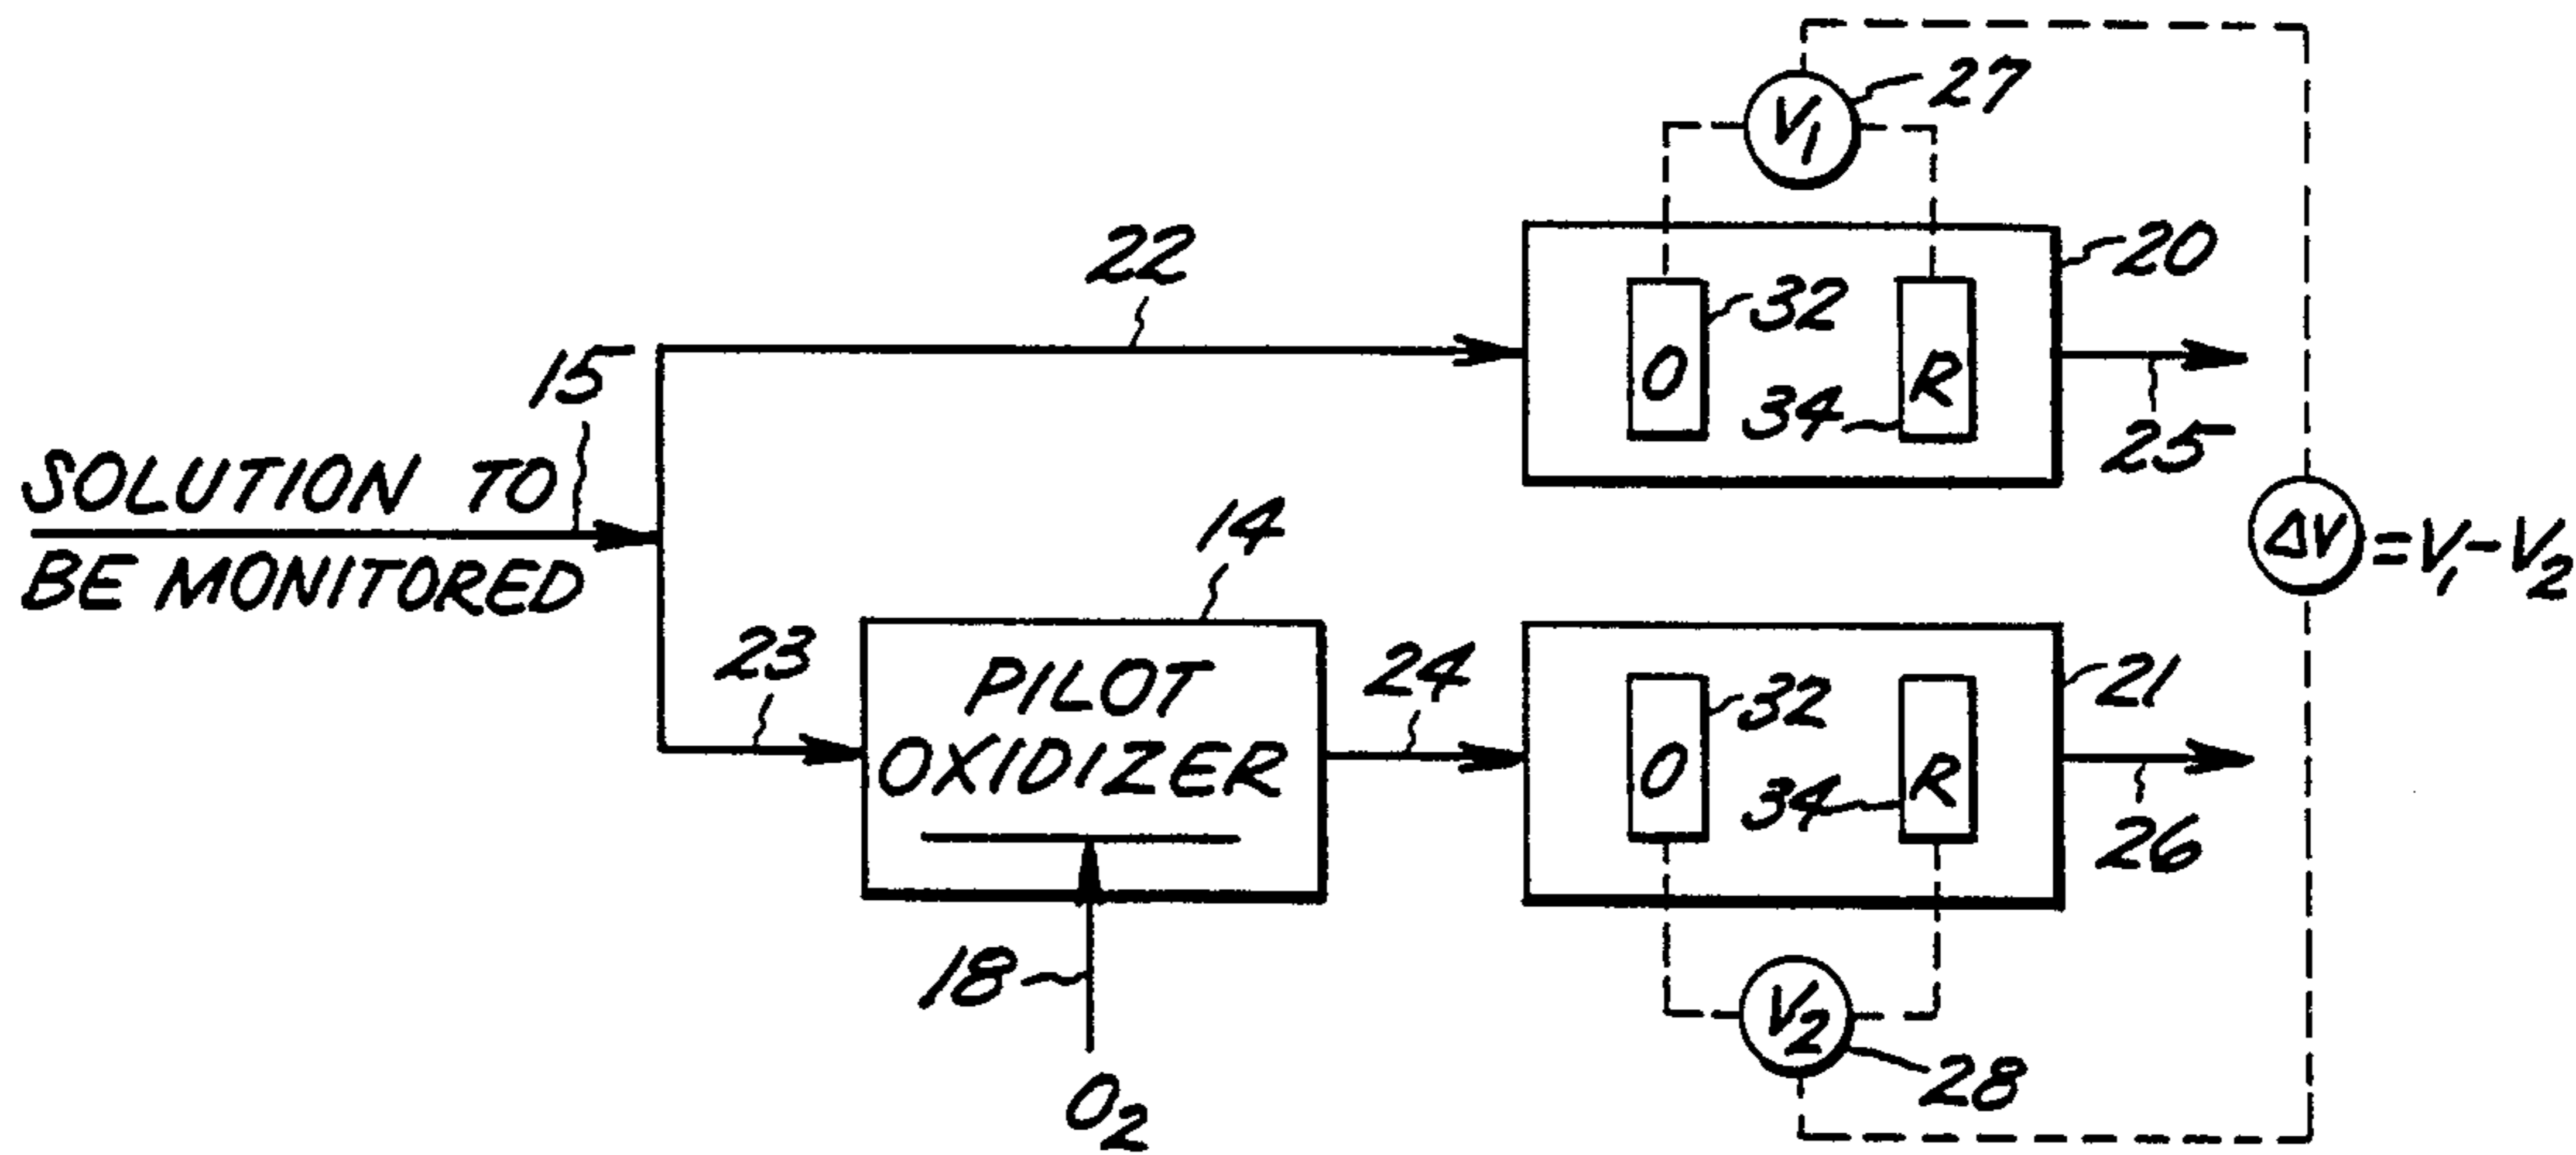 27
V1
20
22
32
O
34
R
25
15
SOLUTION TO
BE MONITORED
14
ΔV =V1-V2
23
PILOT
OXIDIZER
24
32
O
34
R
21
26
18
O2
V2
28